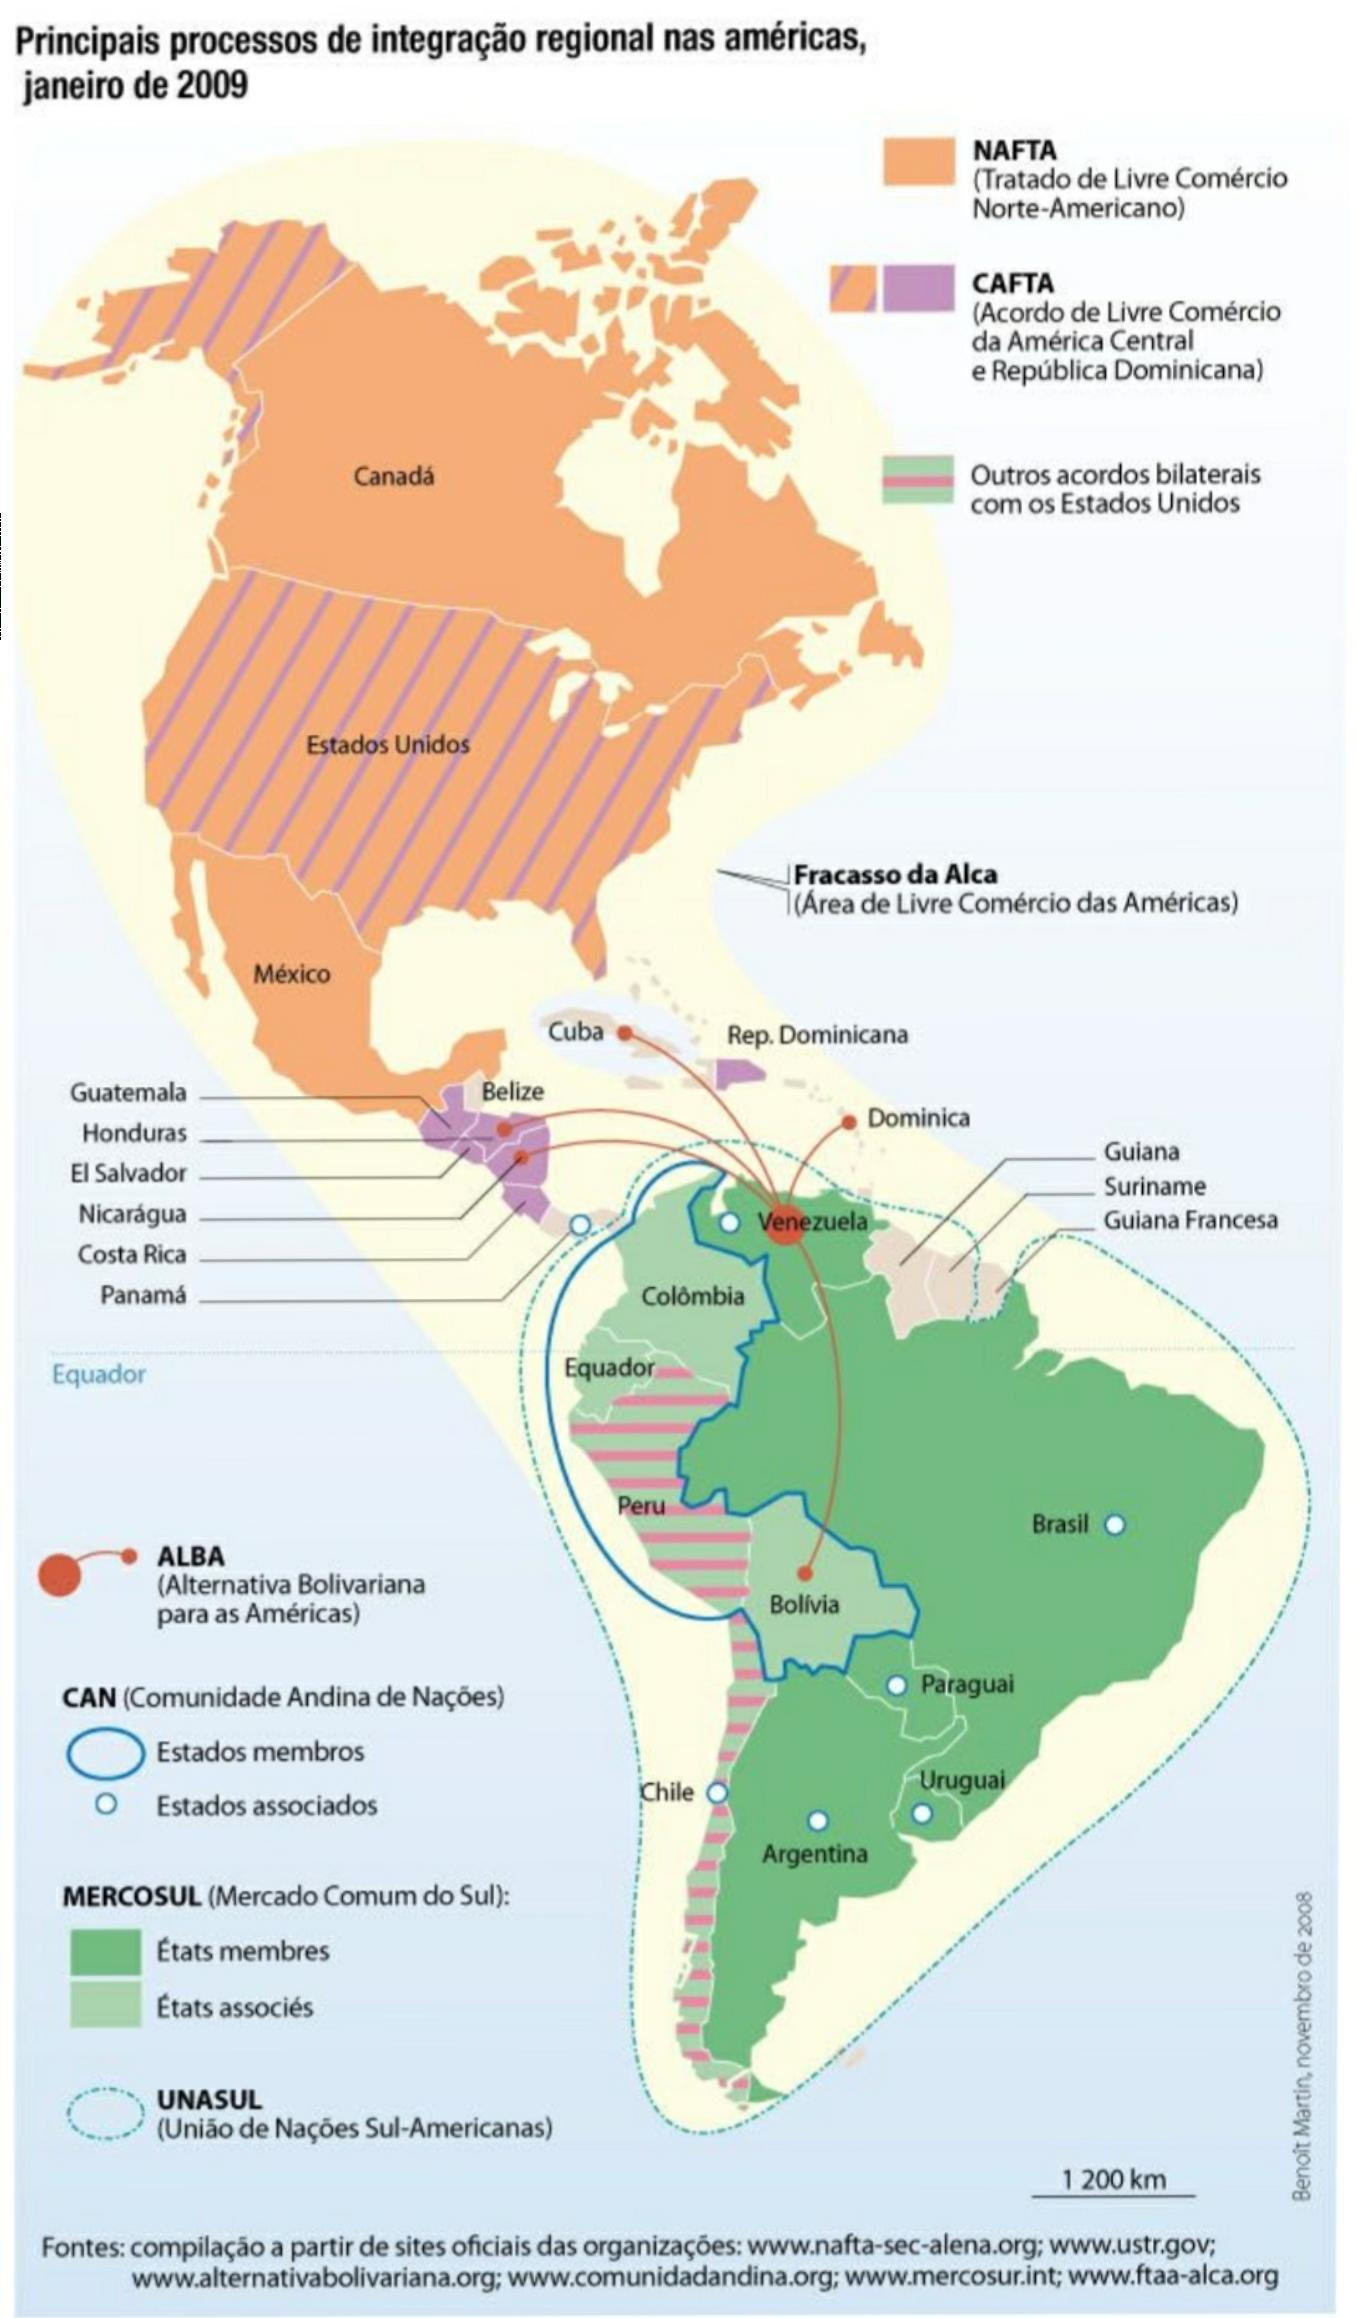 Principais processos de integração regional nas américas,
janeiro de 2009
NAFTA
(Tratado de Livre Comércio
Norte-Americano)
CAFTA
(Acordo de Livre Comércio
da América Central
e República Dominicana)
Outros acordos bilaterais
com os Estados Unidos
Canadá
Estados Unidos
Fracasso da Alca
(Área de Livre Comércio das Américas)
México
Cuba
Rep. Dominicana
Guatemala
Belize
Honduras
Dominica
El Salvador
Guiana
Nicarágua
Suriname
Costa Rica
Guiana Francesa
Panamá
Venezuela
Colômbia
Equador
Equador
Peru
Brasil
Bolívia
Paraguai
Chile
Uruguai
Argentina
ALBA
(Alternativa Bolivariana
para as Américas)
CAN (Comunidade Andina de Nações)
Estados membros
Estados associados
MERCOSUL (Mercado Comum do Sul):
États membres
États associés
UNASUL
(União de Nações Sul-Americanas)
1 200 km
Benoît Martin, novembro de 2008
Fontes: compilação a partir de sites oficiais das organizações: www.nafta-sec-alena.org; www.ustr.gov;
www.alternativabolivariana.org; www.comunidadandina.org; www.mercosur.int; www.ftaa-alca.org